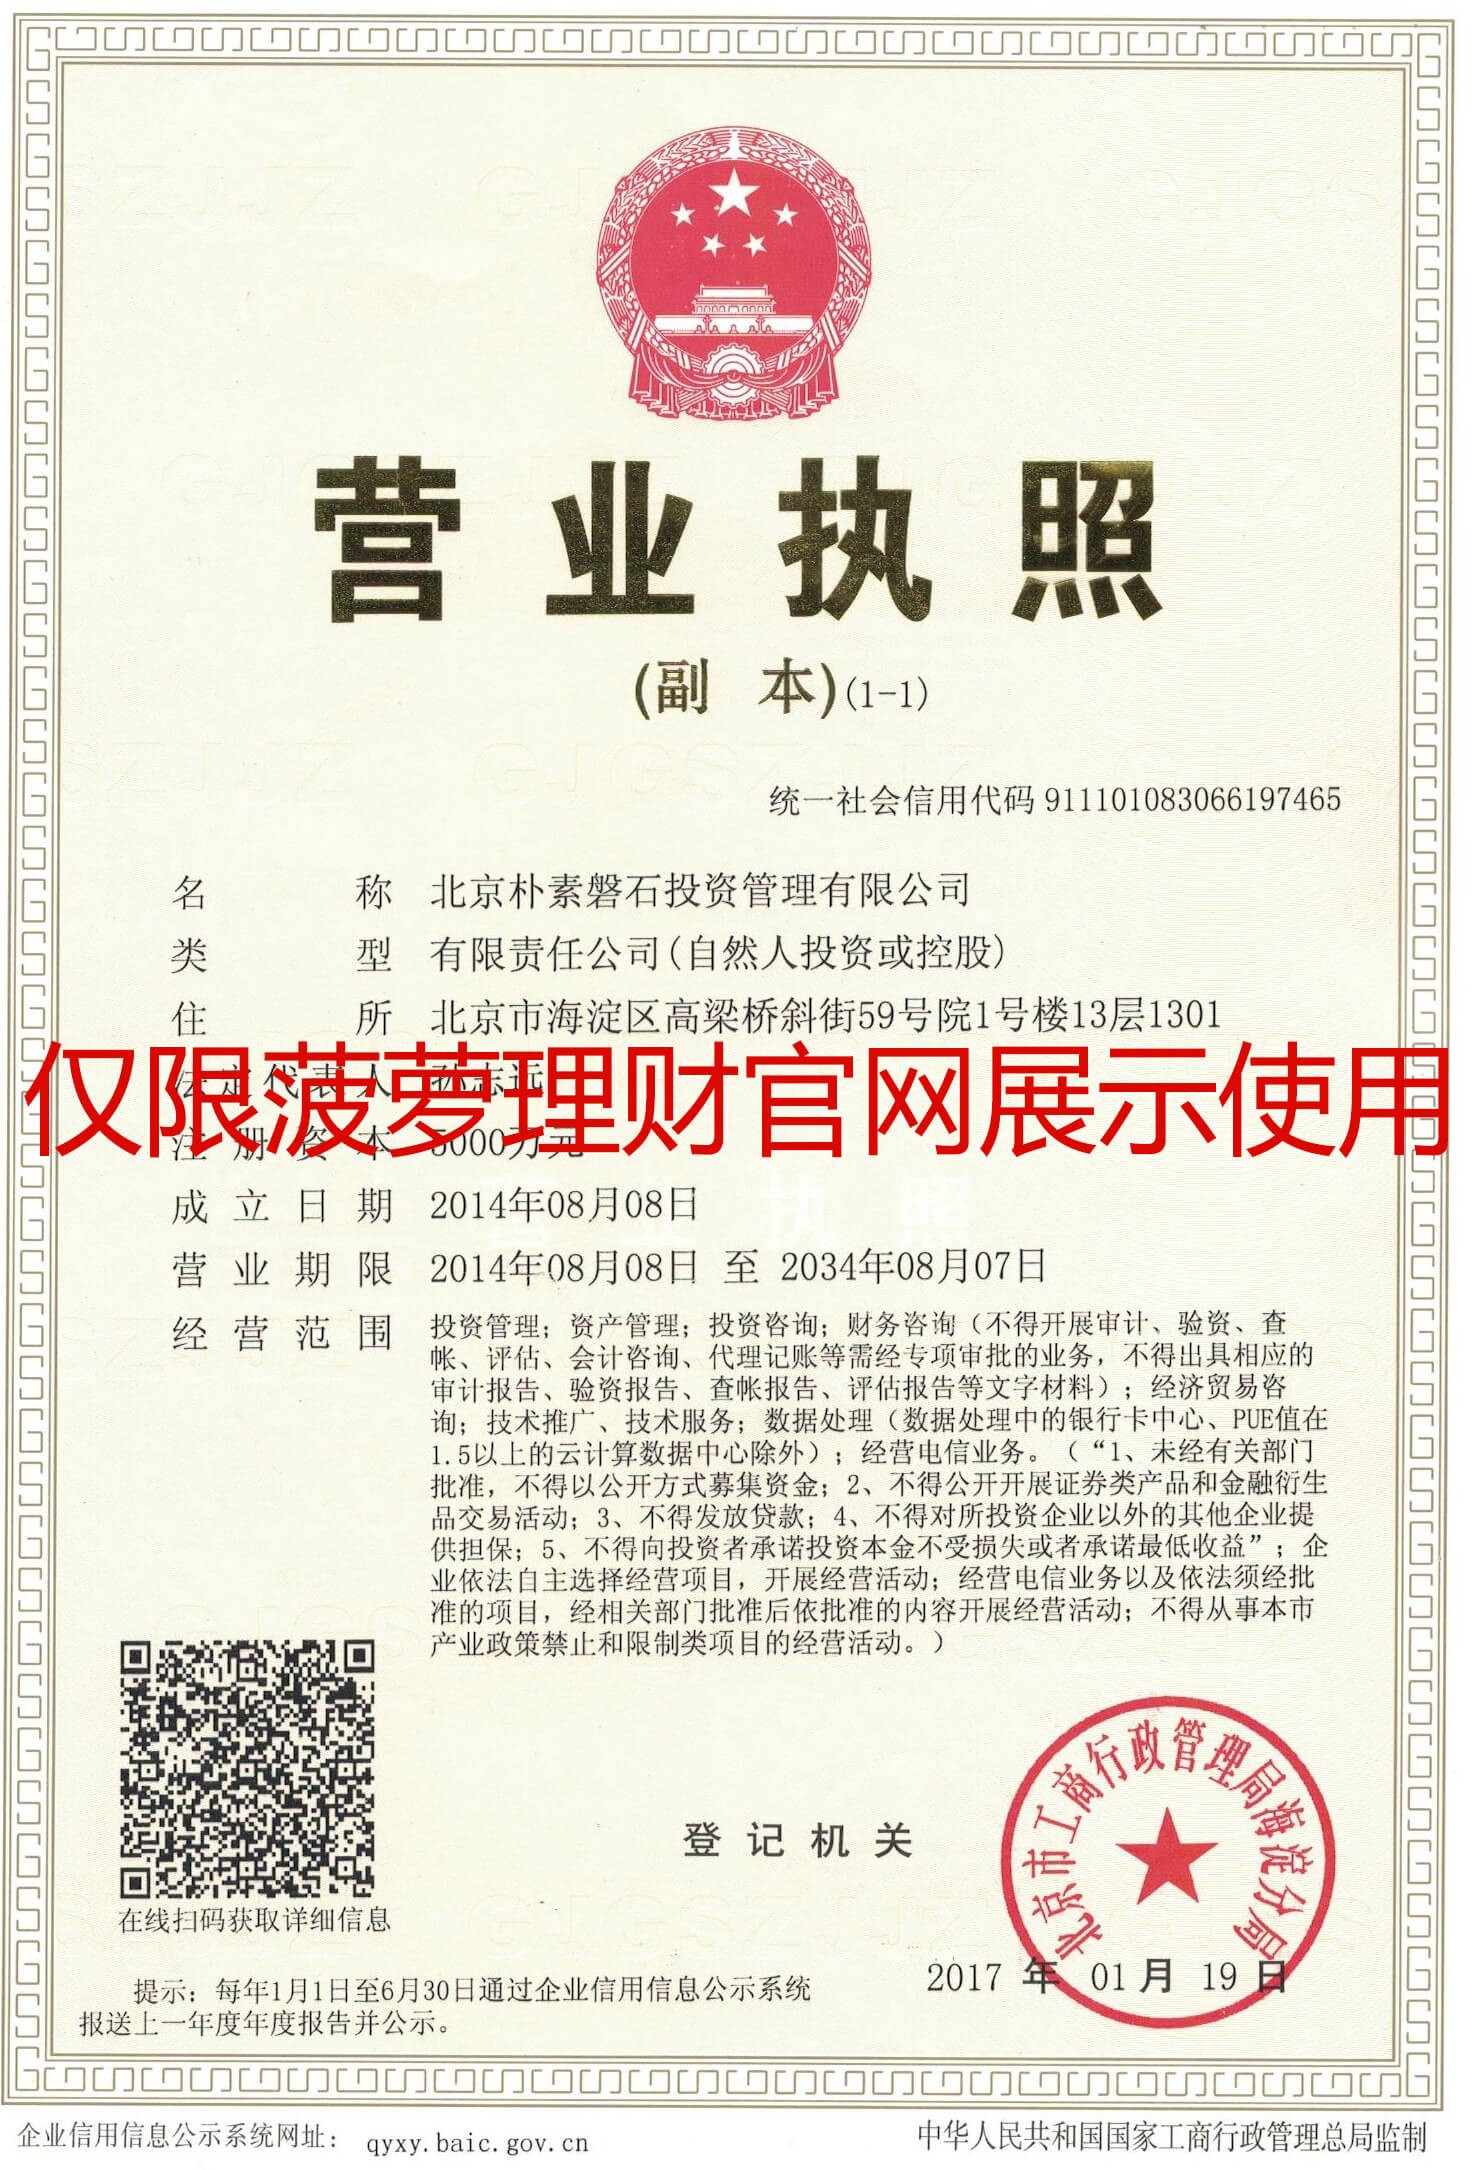 营业执照
(副 本)(1-1)
统一社会信用代码 911101083066197465
名称 北京朴素磐石投资管理有限公司
类型 有限责任公司(自然人投资或控股)
住所 北京市海淀区高梁桥斜街59号院1号楼13层1301
仅限菠萝理财官网展示使用
法定代表人 孙志远
注册资本 5000万元
成立日期 2014年08月08日
营业期限 2014年08月08日 至 2034年08月07日
经营范围 投资管理；资产管理；投资咨询；财务咨询（不得开展审计、验资、查
帐、评估、会计咨询、代理记账等需经专项审批的业务，不得出具相应的
审计报告、验资报告、查帐报告、评估报告等文字材料）；经济贸易咨
询；技术推广、技术服务；数据处理（数据处理中的银行卡中心、PUE值在
1.5以上的云计算数据中心除外）；经营电信业务。（“1、未经有关部门
批准，不得以公开方式募集资金；2、不得公开开展证券类产品和金融衍生
品交易活动；3、不得发放贷款；4、不得对所投资企业以外的其他企业提
供担保；5、不得向投资者承诺投资本金不受损失或者承诺最低收益”；企
业依法自主选择经营项目，开展经营活动；经营电信业务以及依法须经批
准的项目，经相关部门批准后依批准的内容开展经营活动；不得从事本市
产业政策禁止和限制类项目的经营活动。）
在线扫码获取详细信息
登记机关
北京市工商行政管理局海淀分局
2017 年 01 月 19 日
提示：每年1月1日至6月30日通过企业信用信息公示系统
报送上一年度年度报告并公示。
企业信用信息公示系统网址： qyxy.baic.gov.cn
中华人民共和国国家工商行政管理总局监制